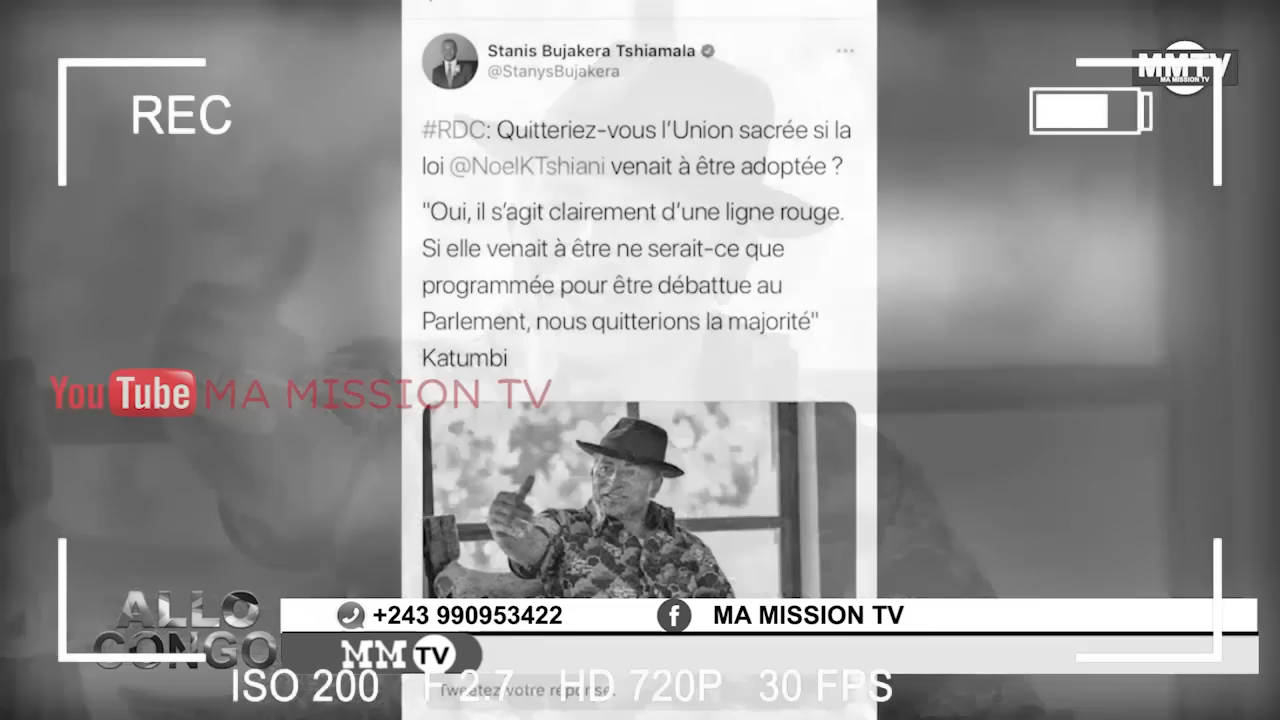 Stanis Bujakera Tshiamala
@StanysBujakera
MMTV
MA MISSION TV
REC
#RDC: Quitteriez-vous l'Union sacrée si la
loi @NoelKTshiani venait à être adoptée ?
"Oui, il s'agit clairement d'une ligne rouge.
Si elle venait à être ne serait-ce que
programmée pour être débattue au
Parlement, nous quitterions la majorité"
Katumbi
YouTube MA MISSION TV
ALLO
CONGO
+243 990953422
MA MISSION TV
MM TV
Tweetez votre réponse.
ISO 200 F 2.7 HD 720P 30 FPS